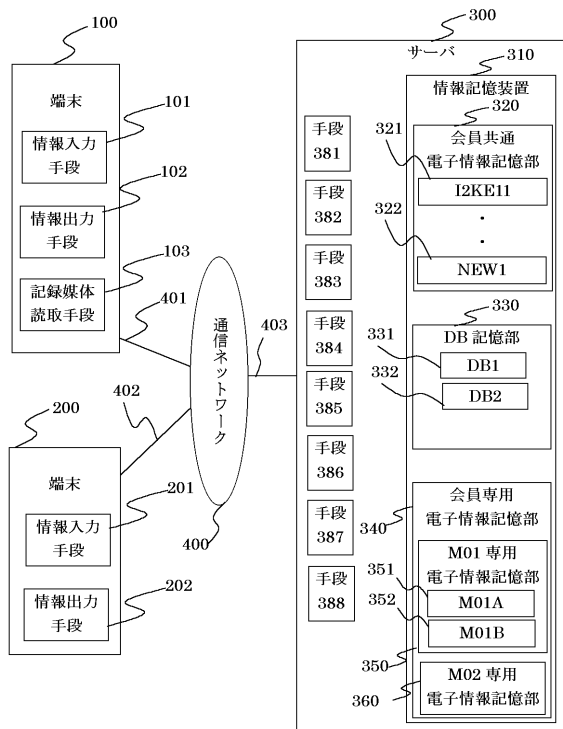 100
端末
101
情報入力
手段
102
情報出力
手段
103
記録媒体
読取手段
401
402
200
端末
201
情報入力
手段
202
情報出力
手段
通信ネットワーク
400
403
300
サーバ
手段
381
手段
382
手段
383
手段
384
手段
385
手段
386
手段
387
手段
388
310
情報記憶装置
320
会員共通
電子情報記憶部
321
I2KE11
・
・
322
NEW1
330
DB 記憶部
331
DB1
332
DB2
340
会員専用
電子情報記憶部
M01 専用
電子情報記憶部
351
M01A
352
M01B
350
M02 専用
電子情報記憶部
360